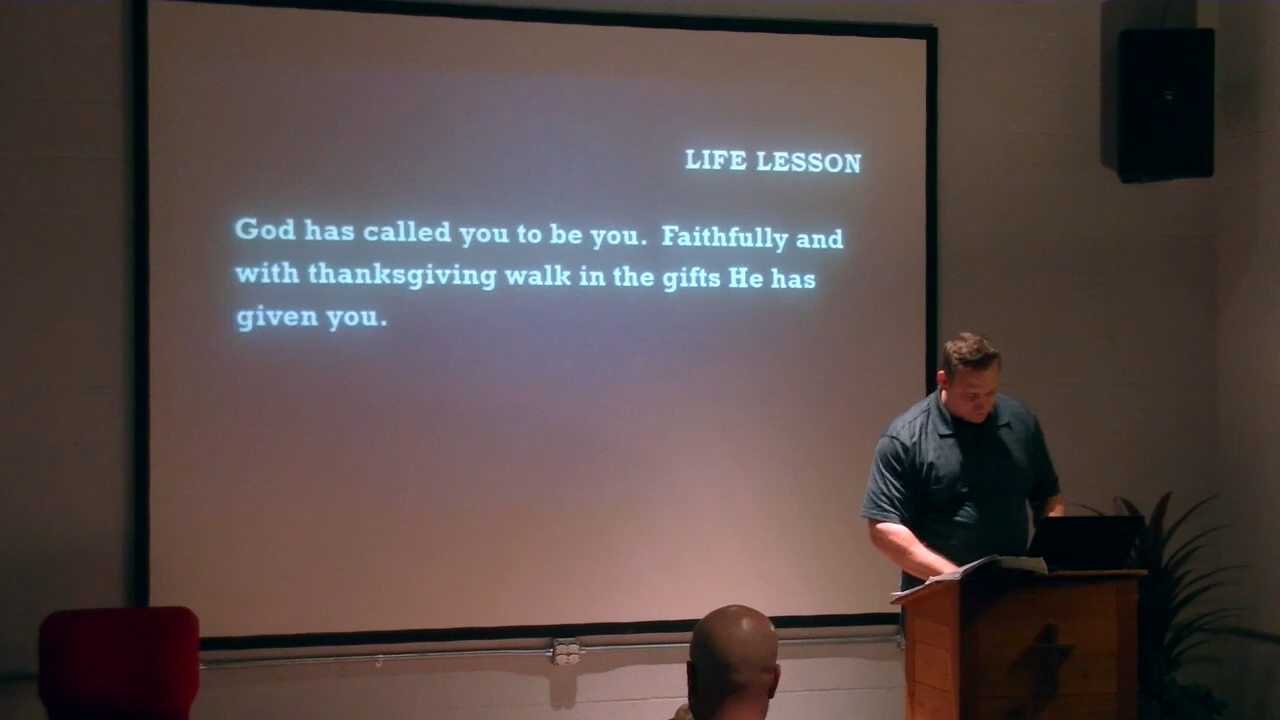 LIFE LESSON
God has called you to be you.  Faithfully and
with thanksgiving walk in the gifts He has
given you.